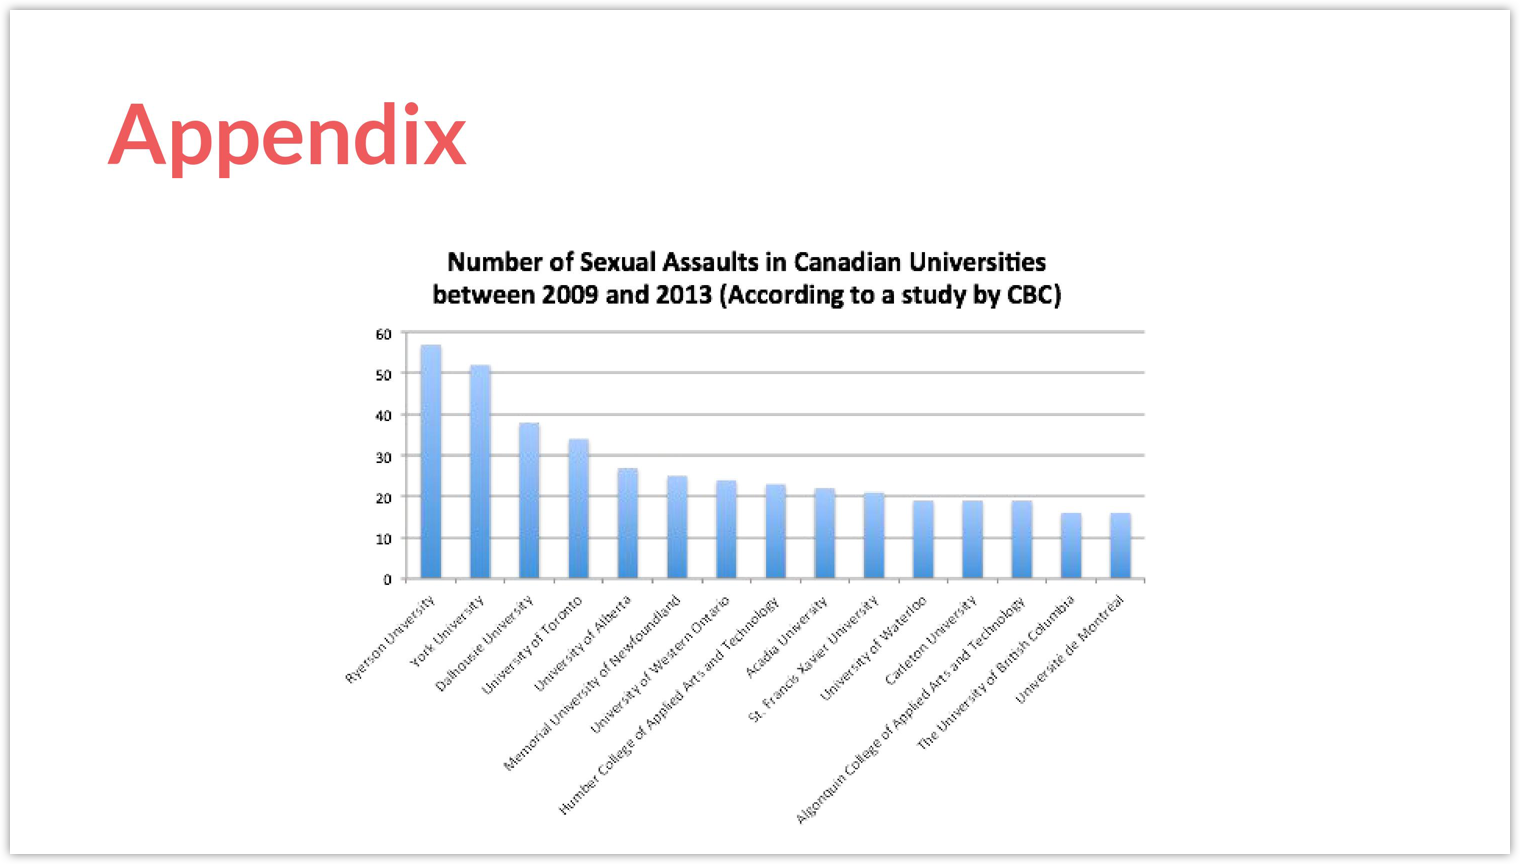 Appendix
Number of Sexual Assaults in Canadian Universities
between 2009 and 2013 (According to a study by CBC)
60
50
40
30
20
10
0
Ryerson University
York University
Dalhousie University
University of Toronto
University of Alberta
Memorial University of Newfoundland
University of Western Ontario
Humber College of Applied Arts and Technology
Acadia University
St. Francis Xavier University
University of Waterloo
Carleton University
Algonquin College of Applied Arts and Technology
The University of British Columbia
Université de Montréal